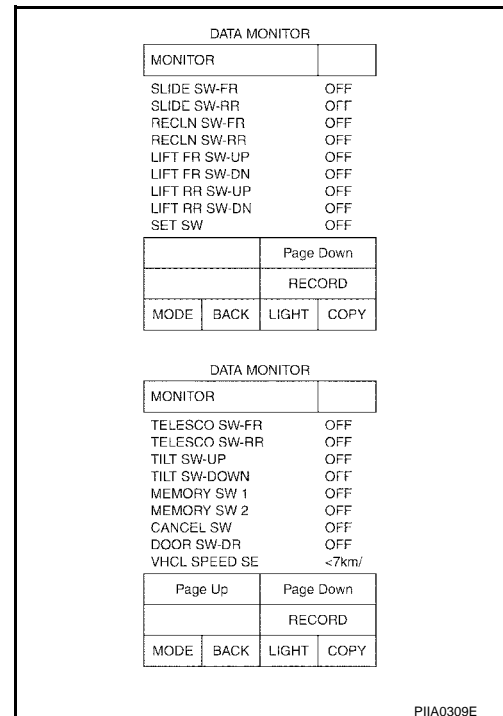 DATA MONITOR
MONITOR
SLIDE SW-FR OFF
SLIDE SW-RR OFF
RECLN SW-FR OFF
RECLN SW-RR OFF
LIFT FR SW-UP OFF
LIFT FR SW-DN OFF
LIFT RR SW-UP OFF
LIFT RR SW-DN OFF
SET SW OFF
Page Down
RECORD
MODE BACK LIGHT COPY
DATA MONITOR
MONITOR
TELESCO SW-FR OFF
TELESCO SW-RR OFF
TILT SW-UP OFF
TILT SW-DOWN OFF
MEMORY SW 1 OFF
MEMORY SW 2 OFF
CANCEL SW OFF
DOOR SW-DR OFF
VHCL SPEED SE <7km/
Page Up Page Down
RECORD
MODE BACK LIGHT COPY
PIIA0309E